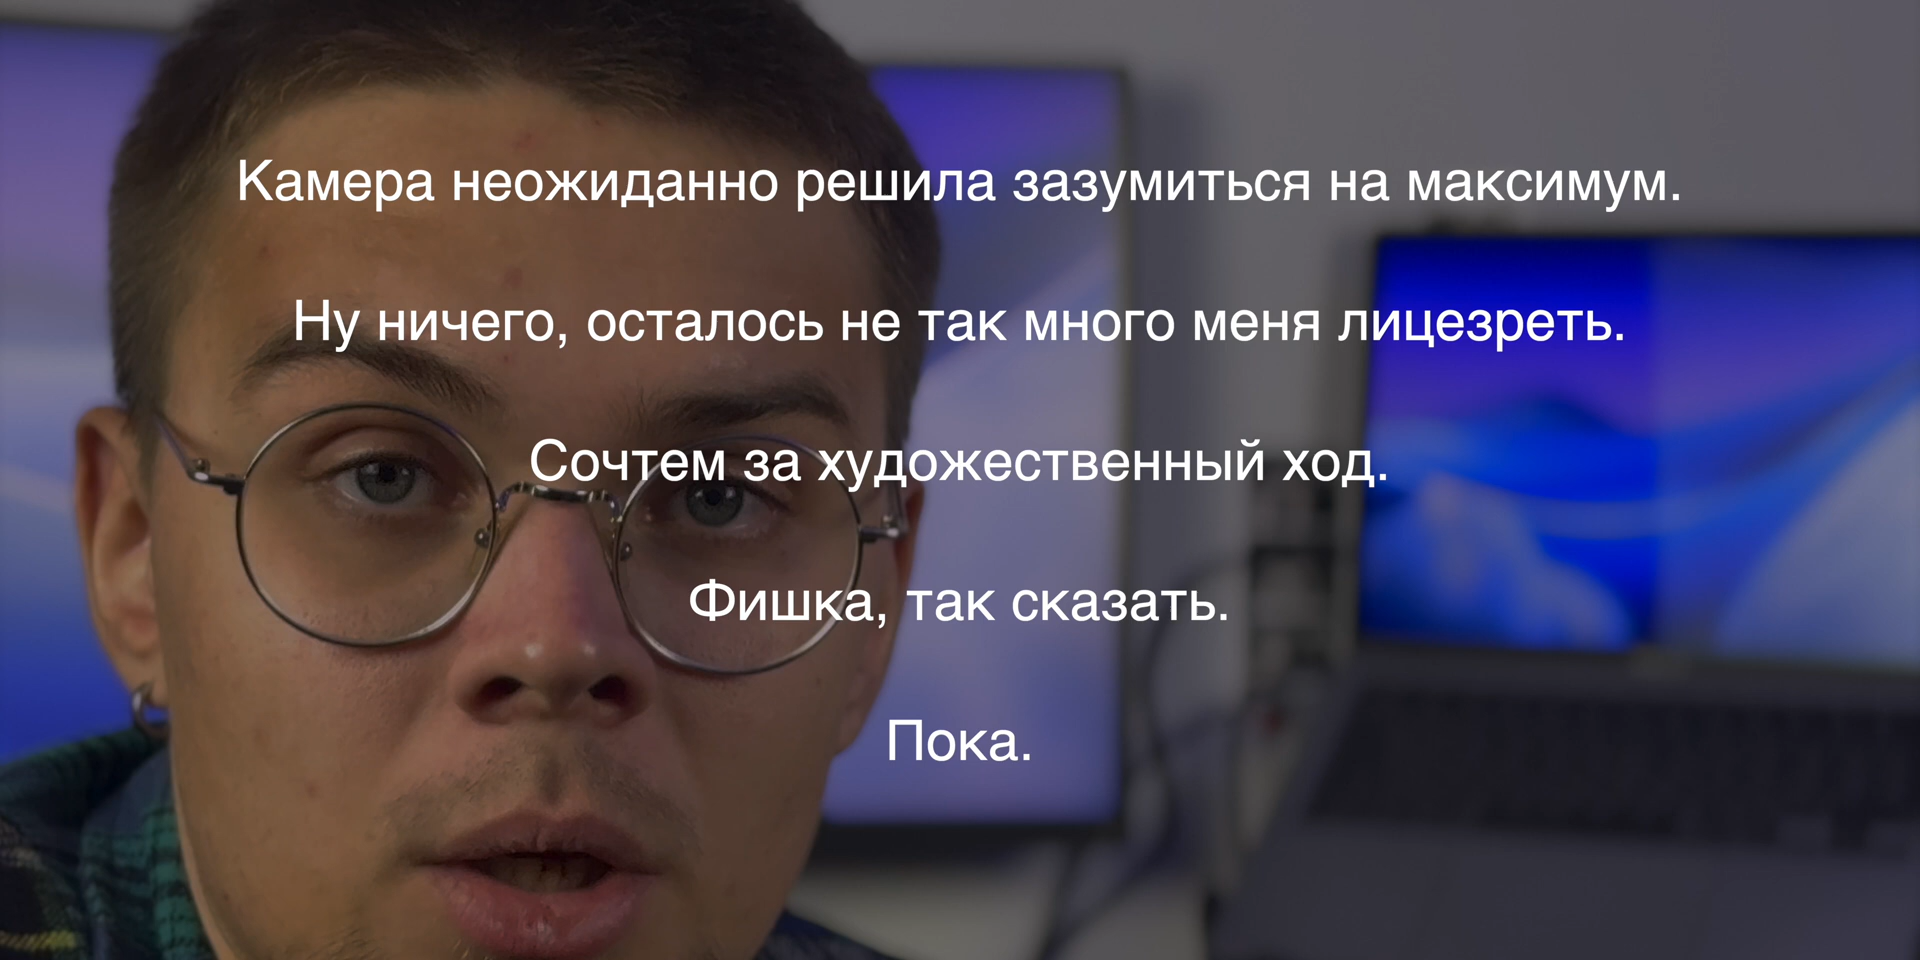 Камера неожиданно решила зазумиться на максимум.
Ну ничего, осталось не так много меня лицезреть.
Сочтем за художественный ход.
Фишка, так сказать.
Пока.